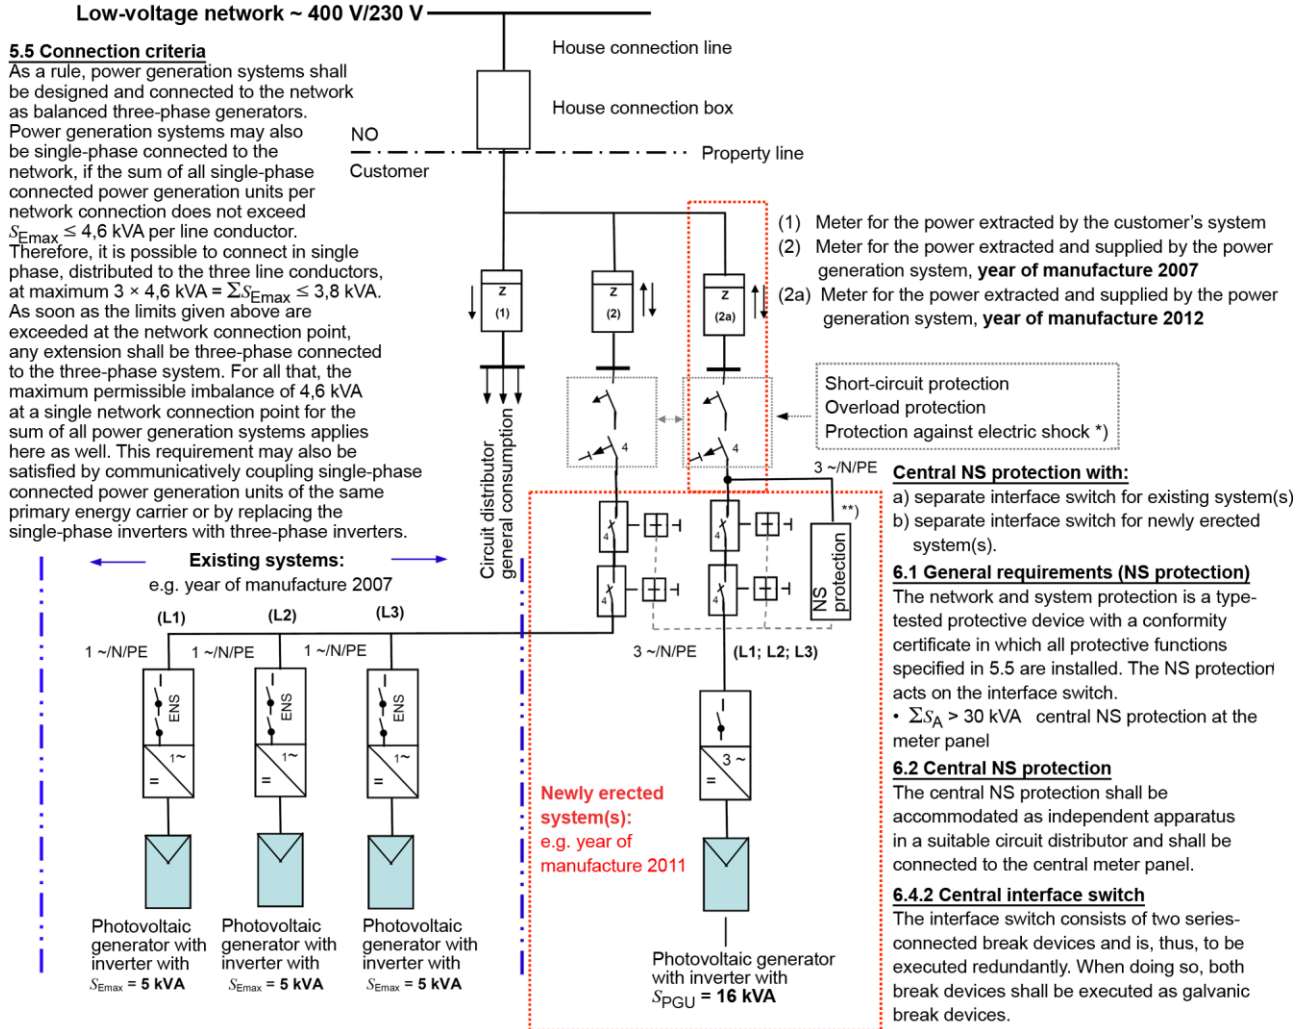 Low-voltage network ~ 400 V/230 V
House connection line
House connection box
NO
Property line
Customer
5.5 Connection criteria
As a rule, power generation systems shall
be designed and connected to the network
as balanced three-phase generators.
Power generation systems may also
be single-phase connected to the
network, if the sum of all single-phase
connected power generation units per
network connection does not exceed
SEmax ≤ 4,6 kVA per line conductor.
Therefore, it is possible to connect in single
phase, distributed to the three line conductors,
at maximum 3 × 4,6 kVA = ∑SEmax ≤ 3,8 kVA.
As soon as the limits given above are
exceeded at the network connection point,
any extension shall be three-phase connected
to the three-phase system. For all that, the
maximum permissible imbalance of 4,6 kVA
at a single network connection point for the
sum of all power generation systems applies
here as well. This requirement may also be
satisfied by communicatively coupling single-phase
connected power generation units of the same
primary energy carrier or by replacing the
single-phase inverters with three-phase inverters.
(1) Meter for the power extracted by the customer's system
(2) Meter for the power extracted and supplied by the power
generation system, year of manufacture 2007
(2a) Meter for the power extracted and supplied by the power
generation system, year of manufacture 2012
Z
(1)
Z
(2)
Z
(2a)
Short-circuit protection
Overload protection
Protection against electric shock *)
4
4
3 ~/N/PE
Circuit distributor
general consumption
4
4
4
4
**)
NS
protection
Central NS protection with:
a) separate interface switch for existing system(s)
b) separate interface switch for newly erected
system(s).
6.1 General requirements (NS protection)
The network and system protection is a type-
tested protective device with a conformity
certificate in which all protective functions
specified in 5.5 are installed. The NS protection
acts on the interface switch.
• ∑SA > 30 kVA central NS protection at the
meter panel
6.2 Central NS protection
The central NS protection shall be
accommodated as independent apparatus
in a suitable circuit distributor and shall be
connected to the central meter panel.
6.4.2 Central interface switch
The interface switch consists of two series-
connected break devices and is, thus, to be
executed redundantly. When doing so, both
break devices shall be executed as galvanic
break devices.
Existing systems:
e.g. year of manufacture 2007
(L1)
(L2)
(L3)
1 ~/N/PE
1 ~/N/PE
1 ~/N/PE
3 ~/N/PE
(L1; L2; L3)
ENS
ENS
ENS
1~
=
1~
=
1~
=
3 ~
=
Newly erected
system(s):
e.g. year of
manufacture 2011
Photovoltaic
generator with
inverter with
SEmax = 5 kVA
Photovoltaic
generator with
inverter with
SEmax = 5 kVA
Photovoltaic
generator with
inverter with
SEmax = 5 kVA
Photovoltaic generator
with inverter with
SPGU = 16 kVA